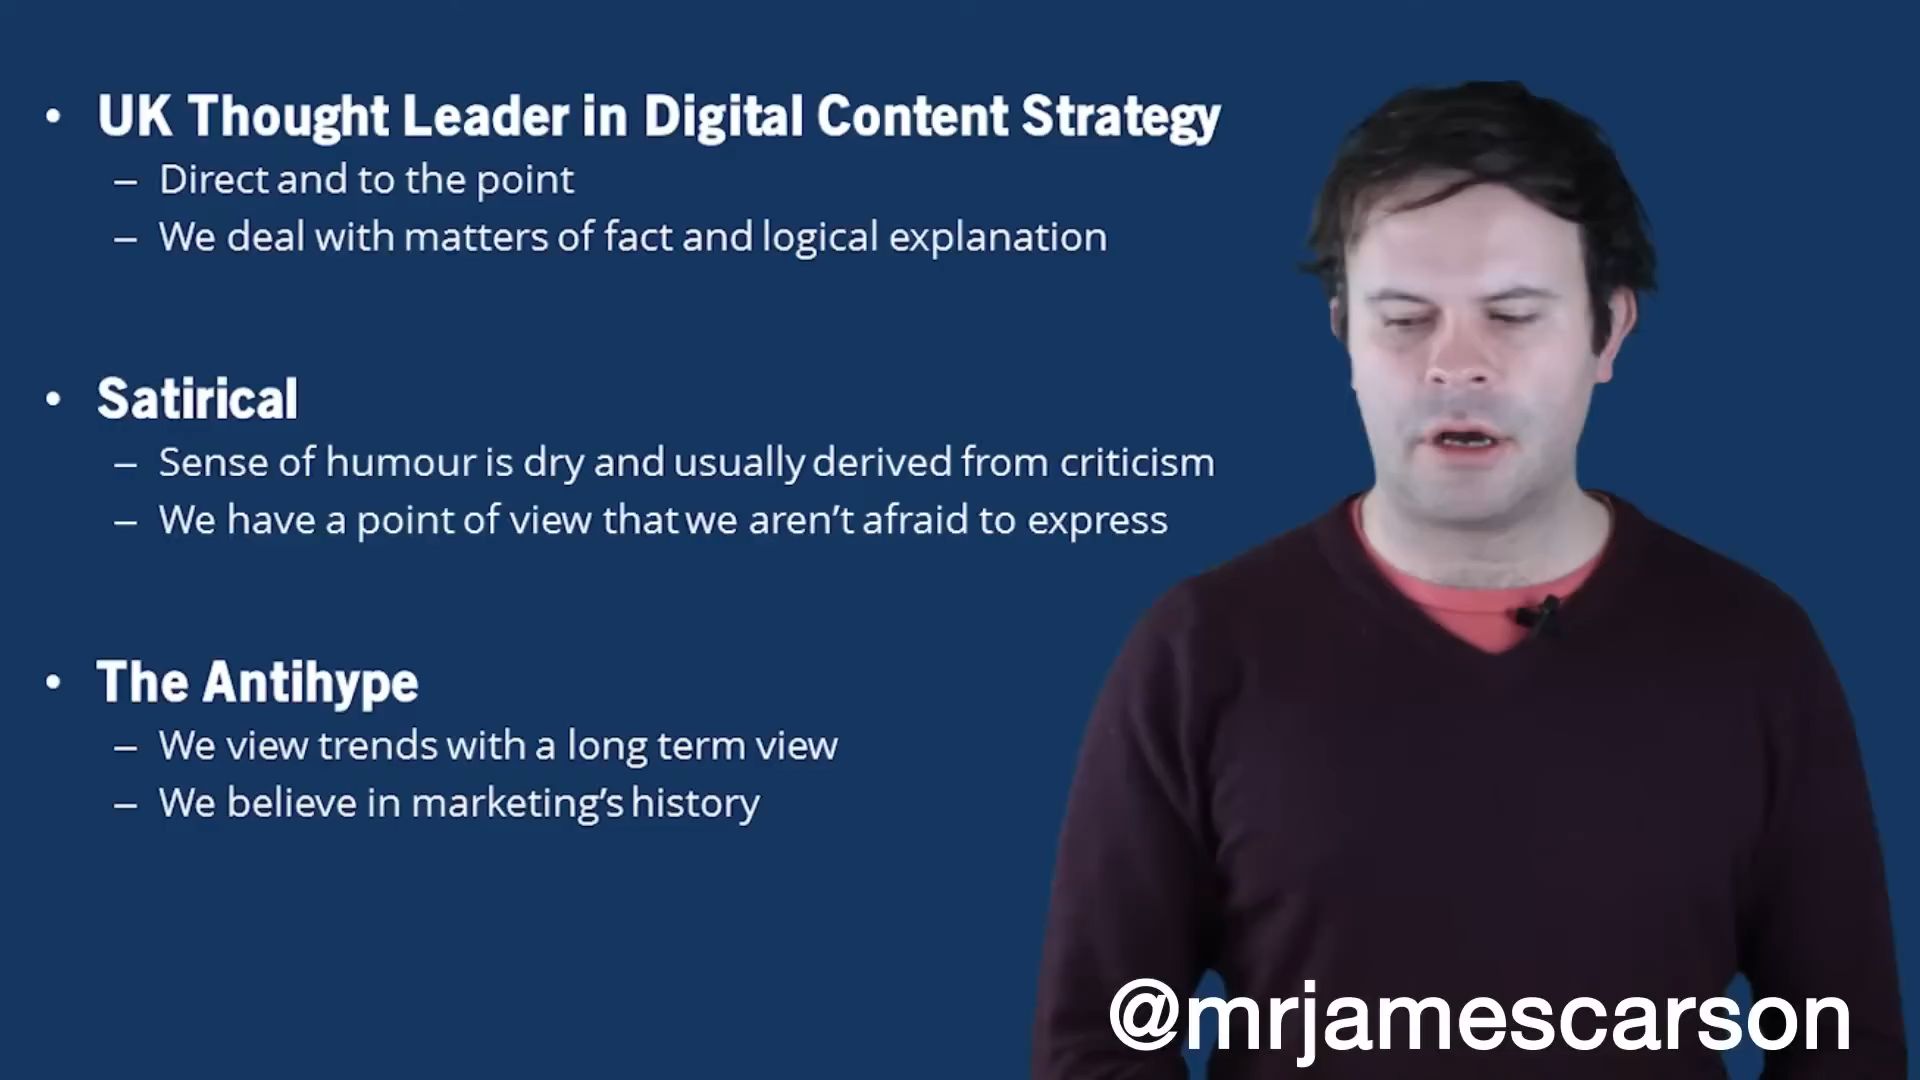 • UK Thought Leader in Digital Content Strategy
– Direct and to the point
– We deal with matters of fact and logical explanation
• Satirical
– Sense of humour is dry and usually derived from criticism
– We have a point of view that we aren't afraid to express
• The Antihype
– We view trends with a long term view
– We believe in marketing's history
@mrjamescarson